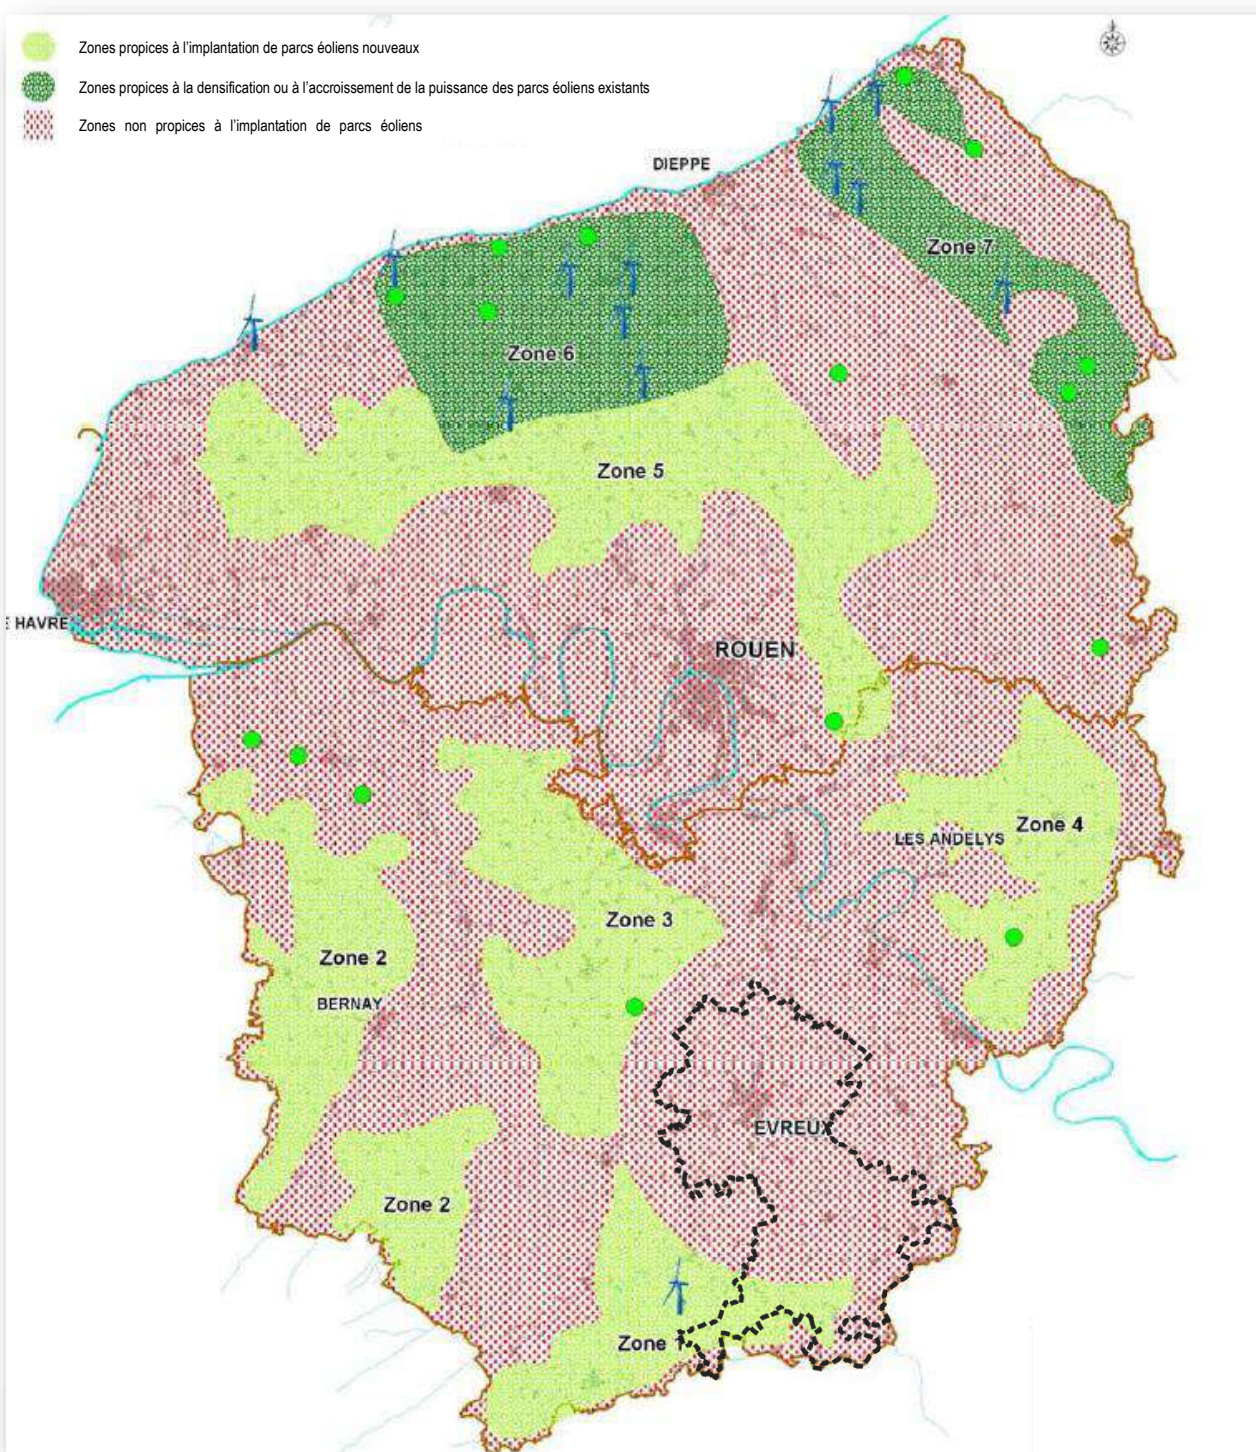 Zones propices à l'implantation de parcs éoliens nouveaux
Zones propices à la densification ou à l'accroissement de la puissance des parcs éoliens existants
Zones non propices à l'implantation de parcs éoliens
DIEPPE
Zone 7
Zone 6
Zone 5
E HAVRE
ROUEN
Zone 4
LES ANDELYS
Zone 3
Zone 2
BERNAY
EVREUX
Zone 2
Zone 1